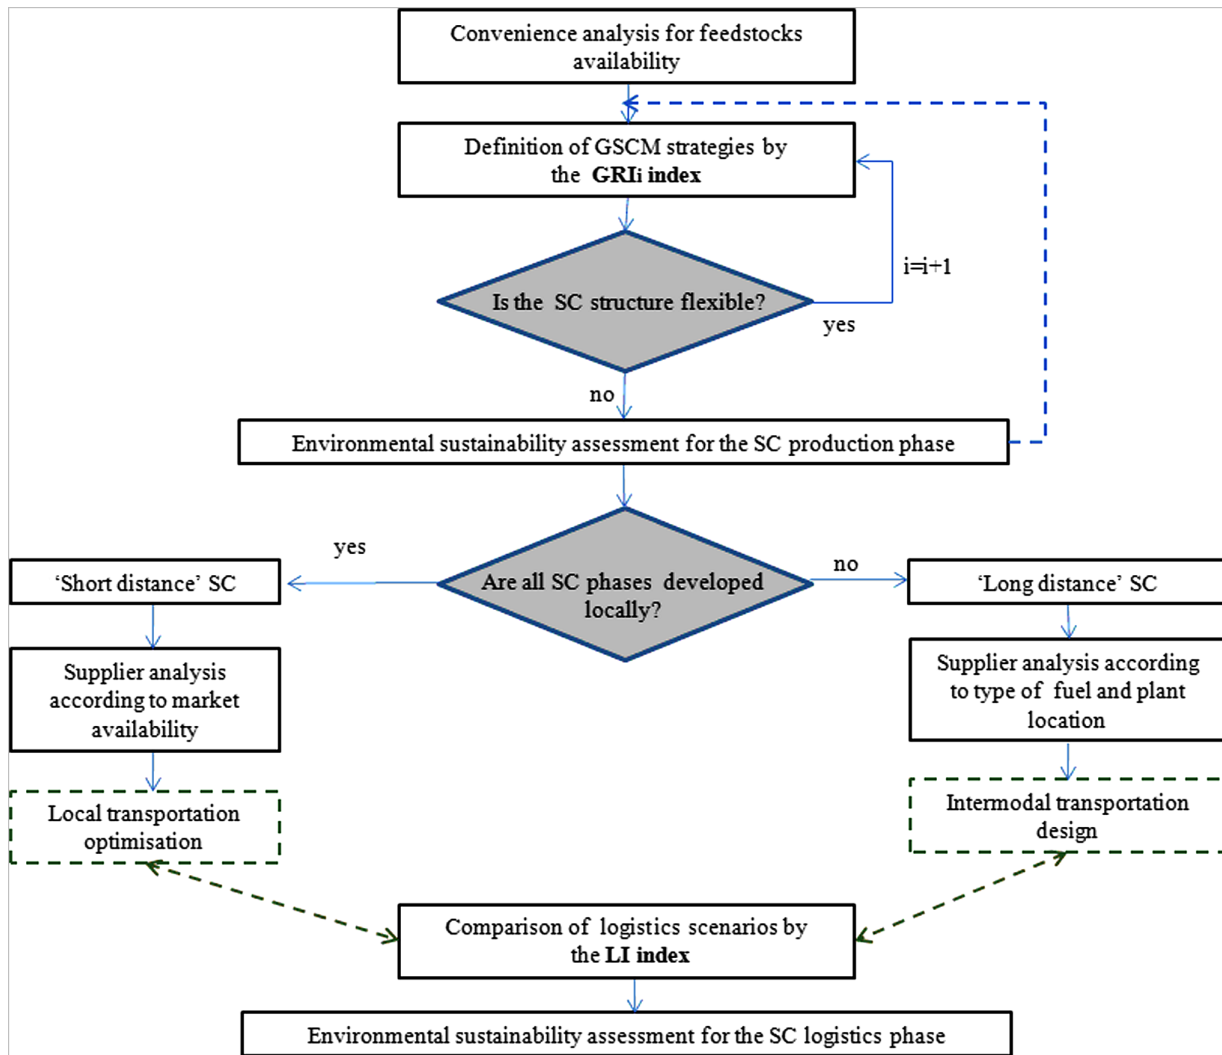 Convenience analysis for feedstocks
availability
Definition of GSCM strategies by
the GRIi index
i=i+1
Is the SC structure flexible?
yes
no
Environmental sustainability assessment for the SC production phase
yes
no
Are all SC phases developed
locally?
‘Short distance’ SC
‘Long distance’ SC
Supplier analysis
according to market
availability
Supplier analysis according
to type of fuel and plant
location
Local transportation
optimisation
Intermodal transportation
design
Comparison of logistics scenarios by
the LI index
Environmental sustainability assessment for the SC logistics phase